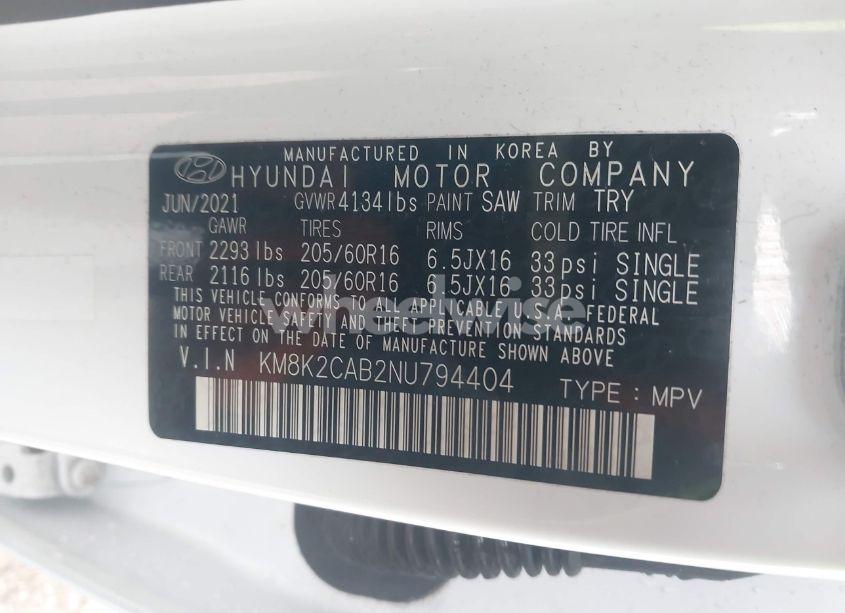 MANUFACTURED IN KOREA BY
HYUNDAI MOTOR COMPANY
JUN/2021 GVWR 4134lbs PAINT SAW TRIM TRY
GAWR TIRES RIMS COLD TIRE INFL
FRONT 2293lbs 205/60R16 6.5JX16 33psi SINGLE
REAR 2116lbs 205/60R16 6.5JX16 33psi SINGLE
THIS VEHICLE CONFORMS TO ALL APPLICABLE U.S.A. FEDERAL
MOTOR VEHICLE SAFETY AND THEFT PREVENTION STANDARDS
IN EFFECT ON THE DATE OF MANUFACTURE SHOWN ABOVE
V.I.N KM8K2CAB2NU794404 TYPE : MPV
wheelwise